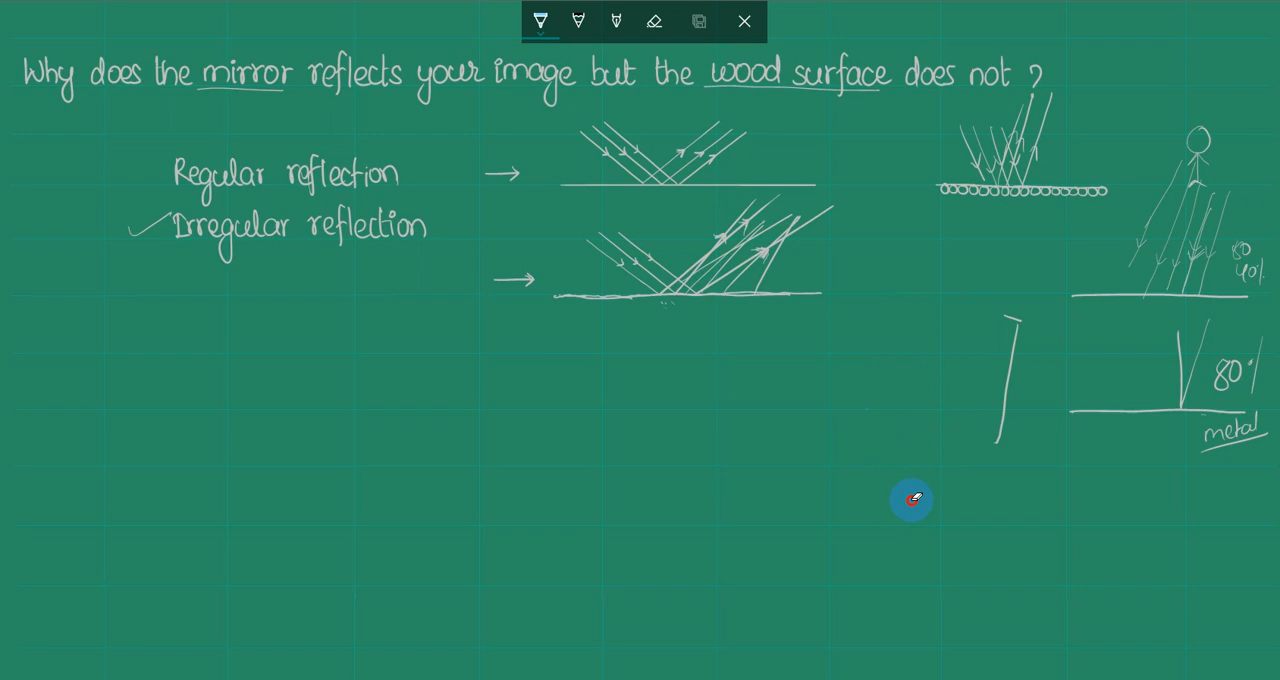 Why does the mirror reflects your image but the wood surface does not ?
Regular reflection
Irregular reflection
80
40%
80%
metal